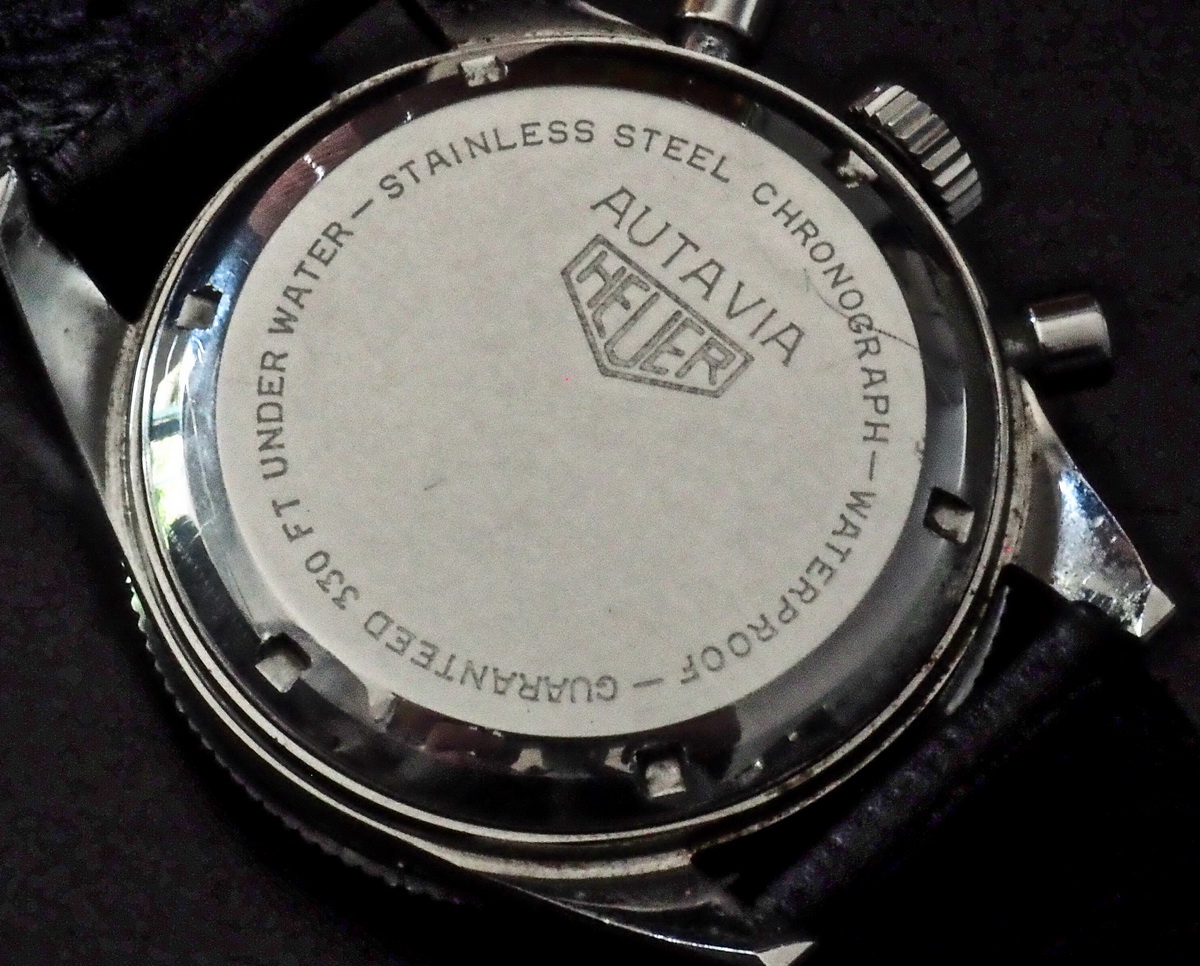 AUTAVIA
HEUER
STAINLESS STEEL CHRONOGRAPH – WATERPROOF – GUARANTEED 330 FT UNDER WATER –